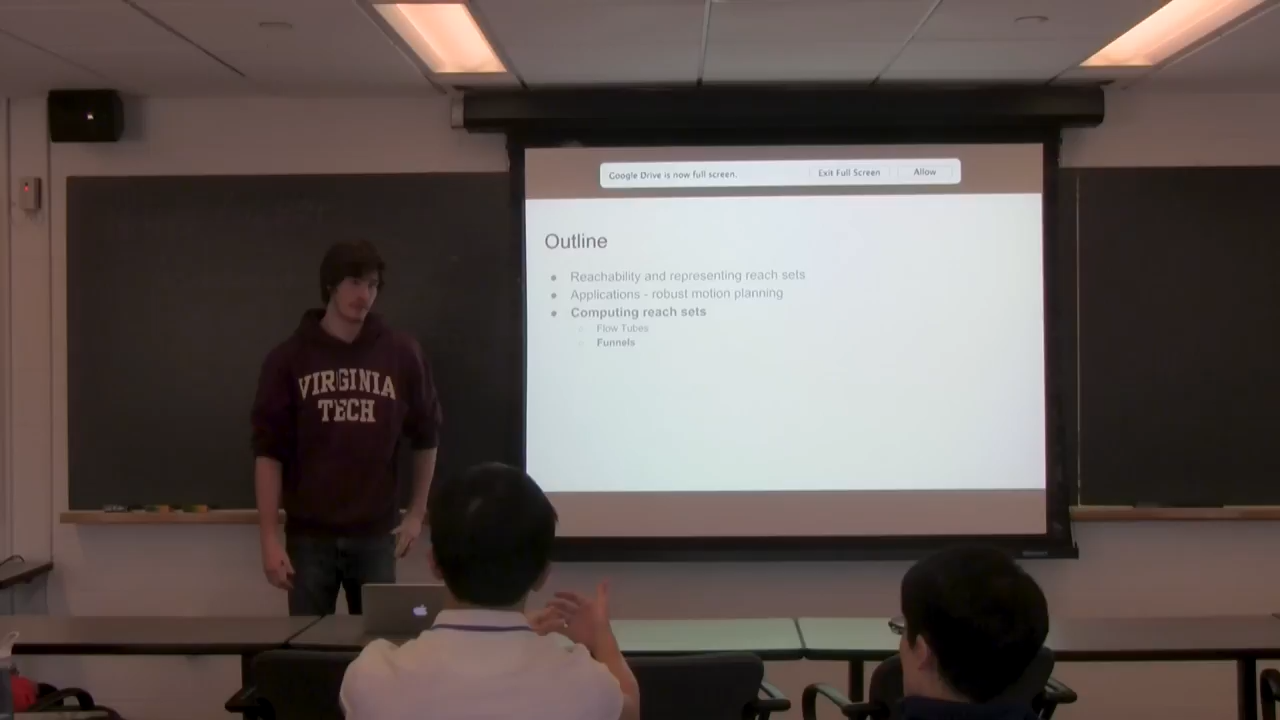 Google Drive is now full screen.
Exit Full Screen
Allow
Outline
Reachability and representing reach sets
Applications - robust motion planning
Computing reach sets
Flow Tubes
Funnels
VIRGINIA
TECH